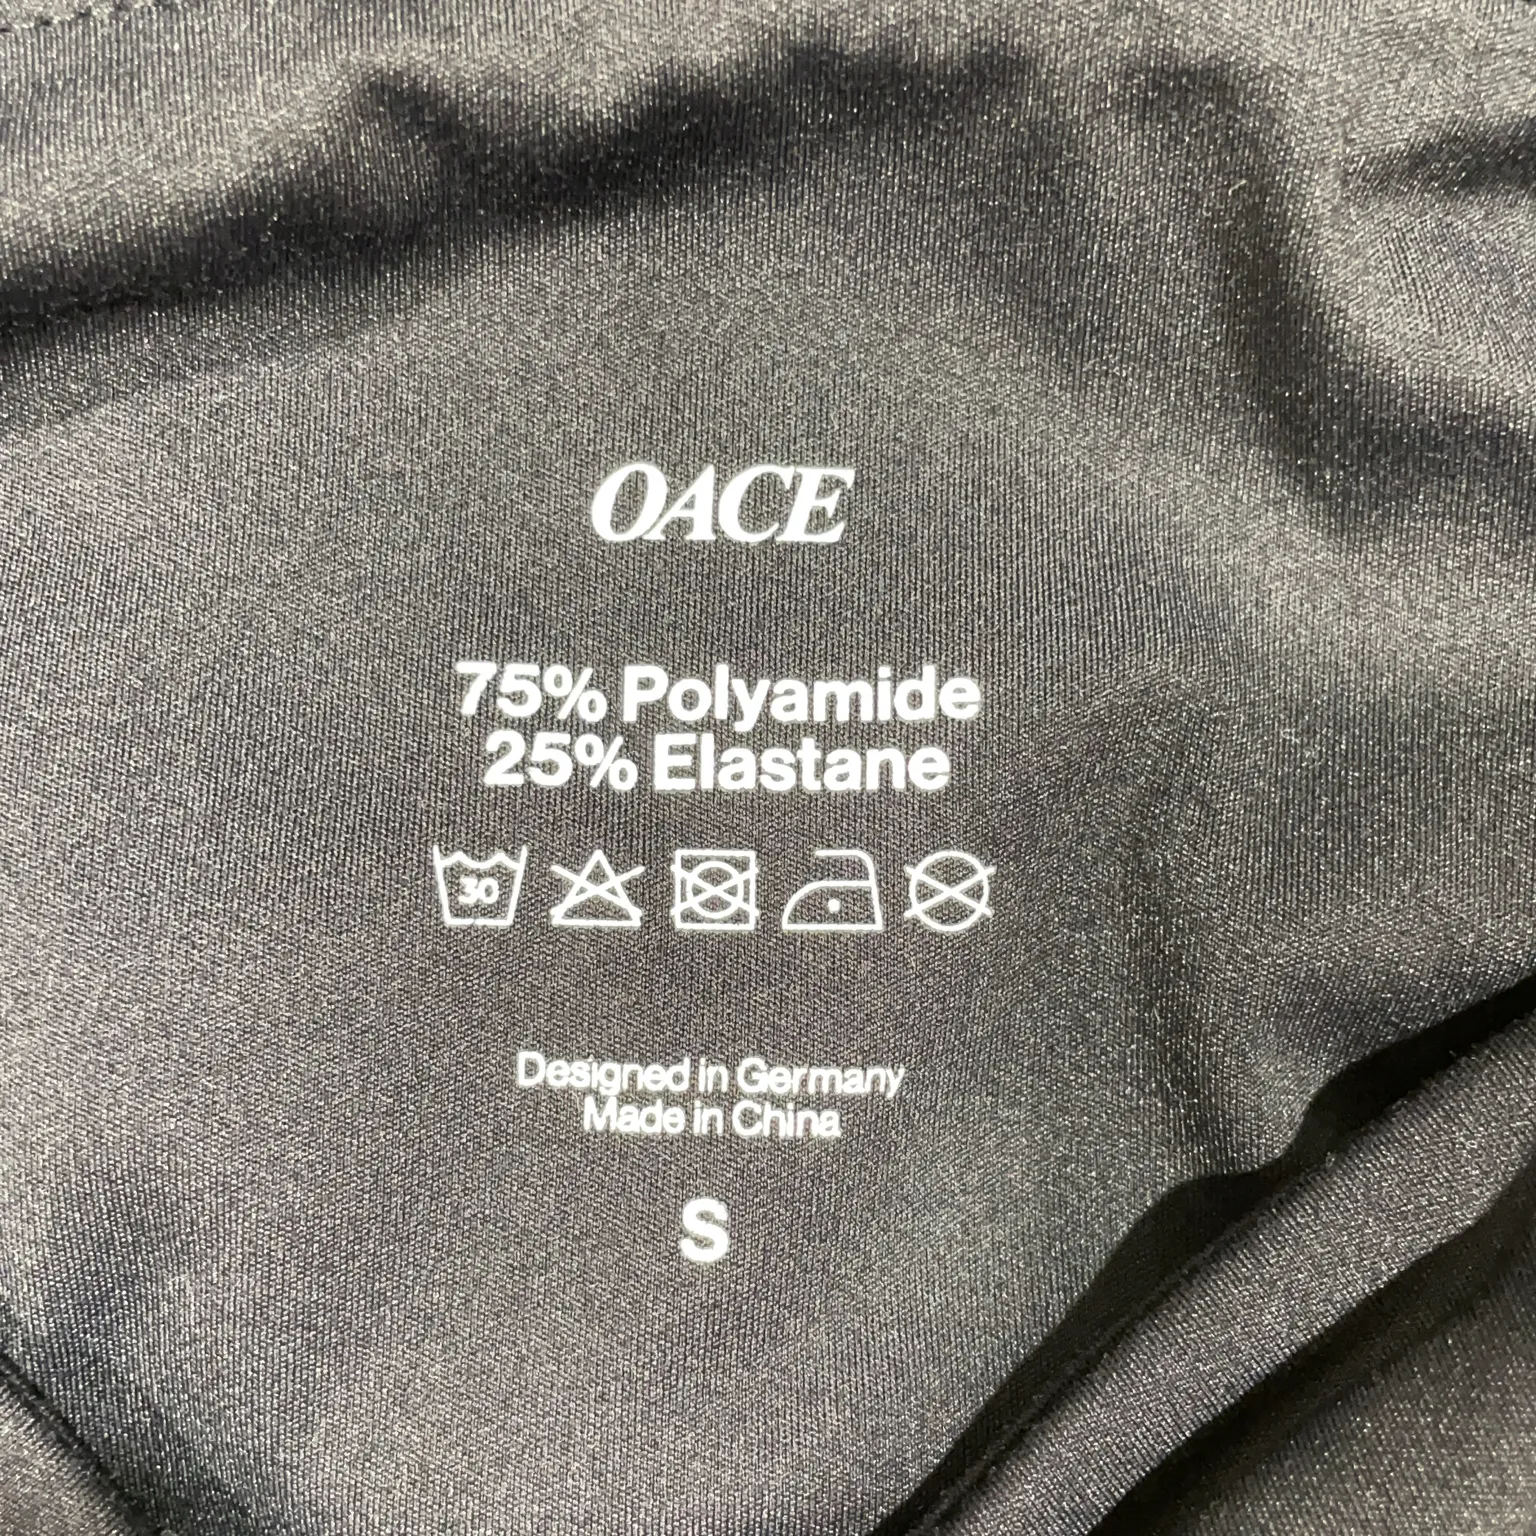 OACE
75% Polyamide
25% Elastane
30
Designed in Germany
Made in China
S